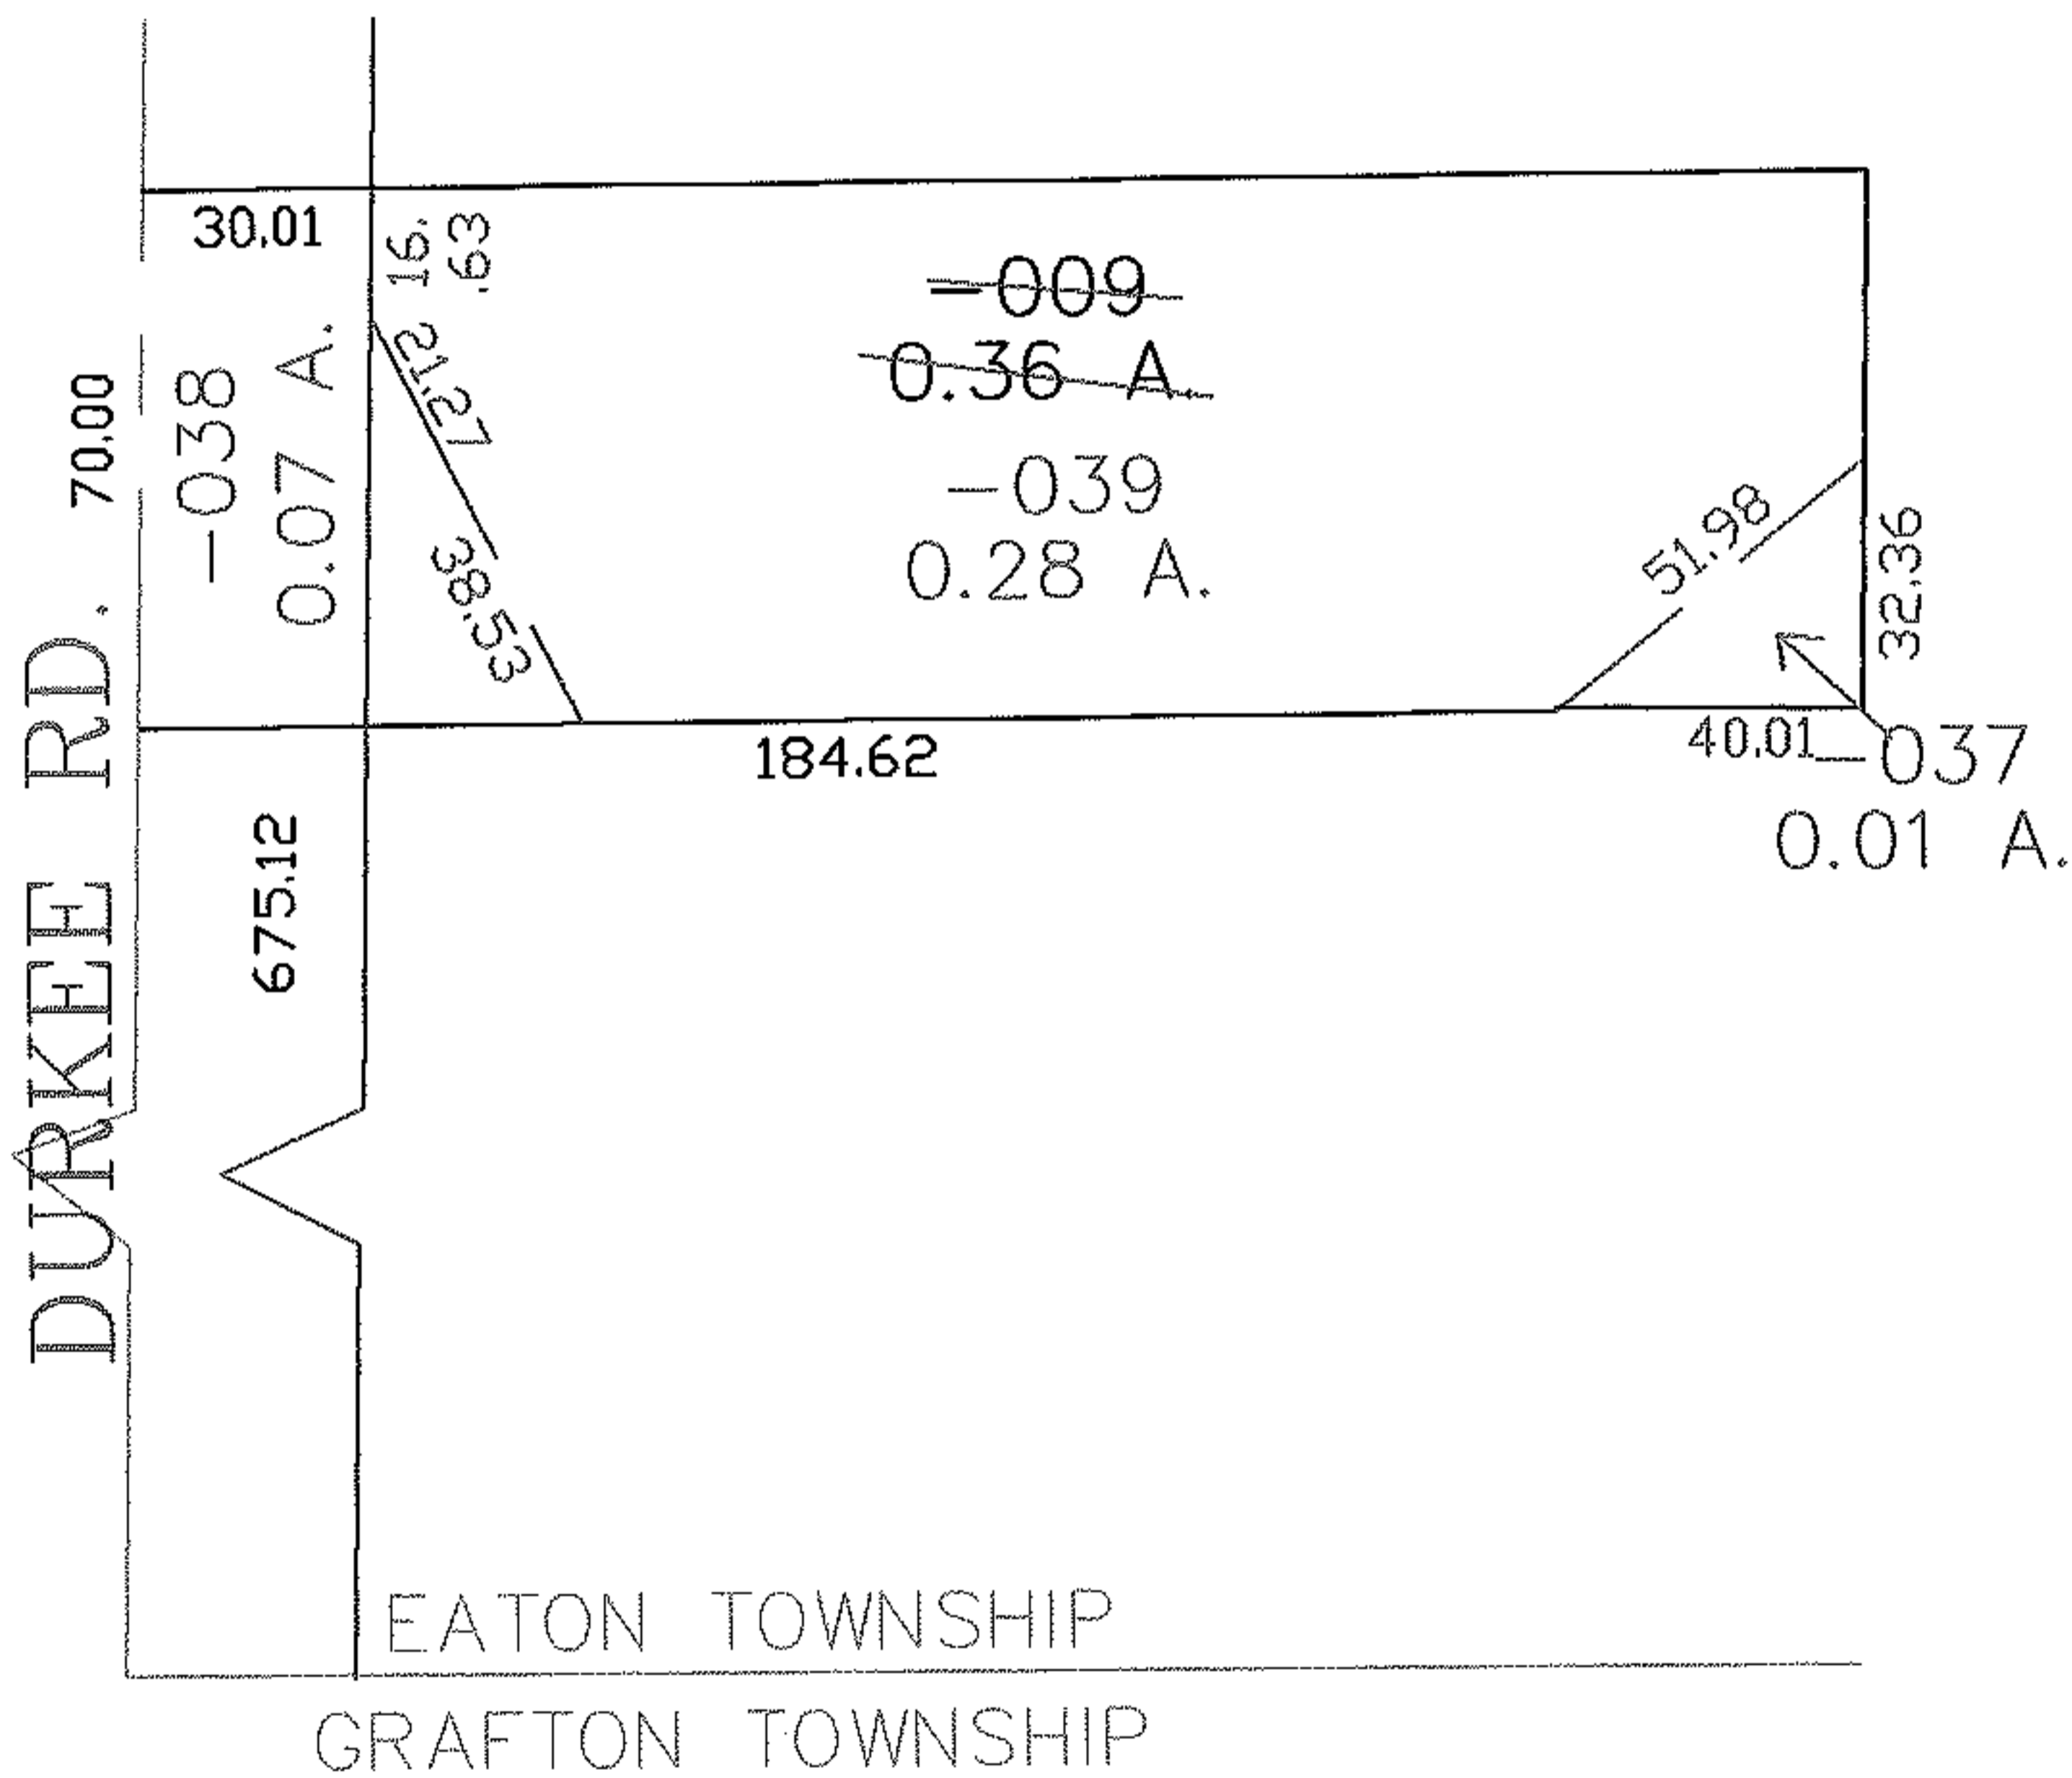 30.01
16.
.63
-009
0.36 A.
21.27
70.00
-038
0.07 A.
-039
0.28 A.
38.53
51.98
32.36
184.62
40.01
-037
0.01 A.
DURKEE RD.
675.12
EATON TOWNSHIP
GRAFTON TOWNSHIP